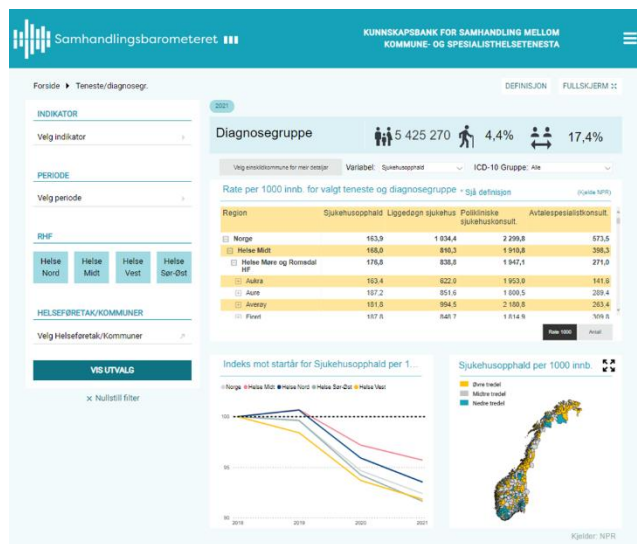 Samhandlingsbarometeret
KUNNSKAPSBANK FOR SAMHANDLING MELLOM
KOMMUNE- OG SPESIALISTHELSETENESTA
Forside Teneste/diagnosegr.
DEFINISJON FULLSKJERM
INDIKATOR
Velg indikator
PERIODE
Velg periode
RHF
Helse Nord
Helse Midt
Helse Vest
Helse Sør-Øst
HELSEFØRETAK/KOMMUNER
Velg Helseføretak/Kommuner
VIS UTVALG
× Nullstill filter
2021
Diagnosegruppe 5 425 270 4,4% 17,4%
Velg einskildkommune for meir detaljar Variabel: Sjukehusopphald ICD-10 Gruppe: Alle
Rate per 1000 innb. for valgt teneste og diagnosegruppe - Sjå definisjon (Kjelde NPR)
Region Sjukehusopphald Liggedøgn sjukehus Polikliniske sjukehuskonsult. Avtalespesialistkonsult.
Norge 163,9 1 034,4 2 299,8 573,5
Helse Midt 168,0 910,3 1 910,8 398,3
Helse Møre og Romsdal HF 176,8 838,8 1 947,1 271,0
Aukra 163,4 622,0 1 953,0 141,6
Aure 187,2 851,6 1 808,5 289,4
Averøy 181,8 994,5 2 180,8 263,4
Rate 1000 Antall
Indeks mot startår for Sjukehusopphald per 1...
Norge Helse Midt Helse Nord Helse Sør-Øst Helse Vest
100
95
90
2018 2019 2020 2021
Sjukehusopphald per 1000 innb.
Øvre tredel
Midtre tredel
Nedre tredel
Kjelder: NPR